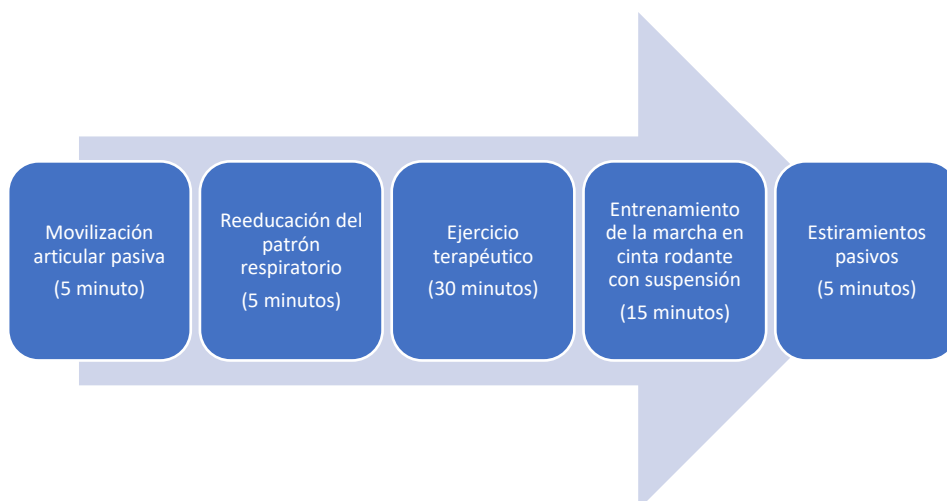 Movilización
articular pasiva
(5 minuto)
Reeducación del
patrón
respiratorio
(5 minutos)
Ejercicio
terapéutico
(30 minutos)
Entrenamiento
de la marcha en
cinta rodante
con suspensión
(15 minutos)
Estiramientos
pasivos
(5 minutos)